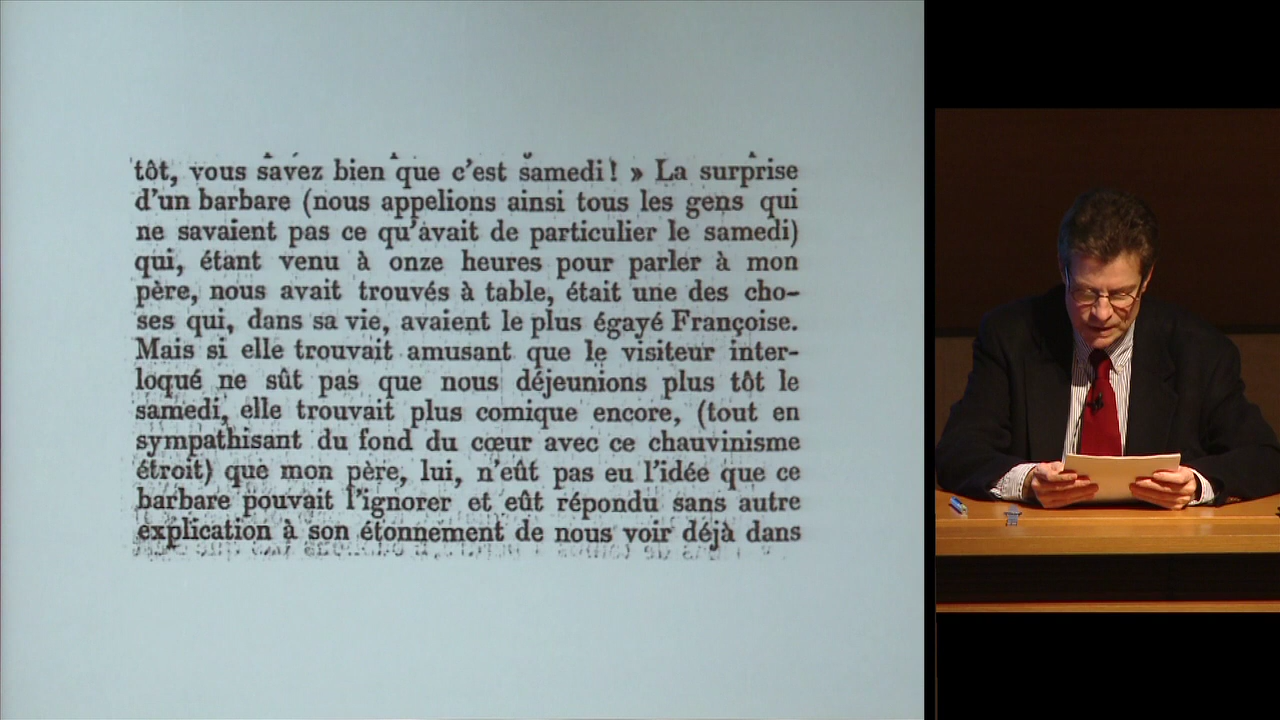 tôt, vous savez bien que c'est samedi ! » La surprise
d'un barbare (nous appelions ainsi tous les gens qui
ne savaient pas ce qu'avait de particulier le samedi)
qui, étant venu à onze heures pour parler à mon
père, nous avait trouvés à table, était une des cho-
ses qui, dans sa vie, avaient le plus égayé Françoise.
Mais si elle trouvait amusant que le visiteur inter-
loqué ne sût pas que nous déjeunions plus tôt le
samedi, elle trouvait plus comique encore, (tout en
sympathisant du fond du cœur avec ce chauvinisme
étroit) que mon père, lui, n'eût pas eu l'idée que ce
barbare pouvait l'ignorer et eût répondu sans autre
explication à son étonnement de nous voir déjà dans